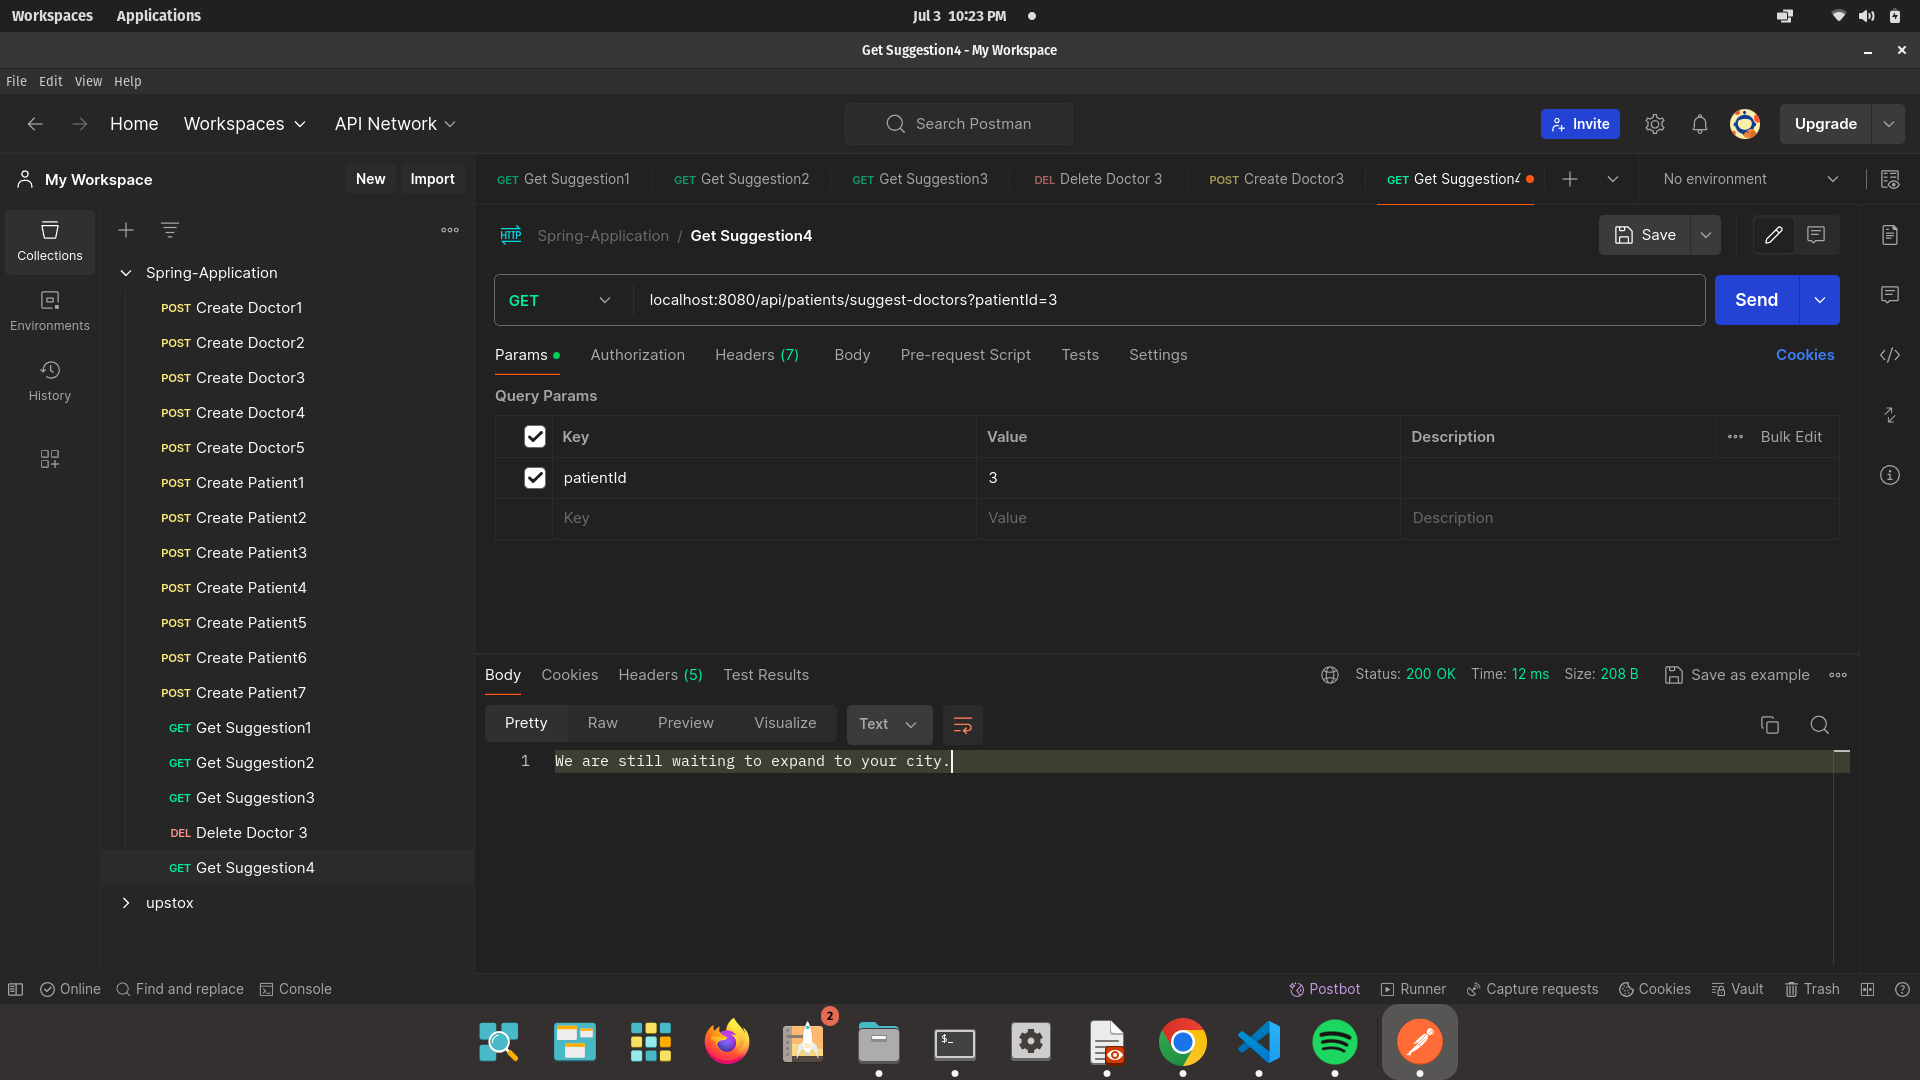 Workspaces Applications Jul 3 10:23 PM
Get Suggestion4 - My Workspace
File Edit View Help
Home Workspaces API Network Search Postman Invite Upgrade
My Workspace New Import
GET Get Suggestion1 GET Get Suggestion2 GET Get Suggestion3 DEL Delete Doctor 3 POST Create Doctor3 GET Get Suggestion4 No environment
Collections
Environments
History
Spring-Application
POST Create Doctor1
POST Create Doctor2
POST Create Doctor3
POST Create Doctor4
POST Create Doctor5
POST Create Patient1
POST Create Patient2
POST Create Patient3
POST Create Patient4
POST Create Patient5
POST Create Patient6
POST Create Patient7
GET Get Suggestion1
GET Get Suggestion2
GET Get Suggestion3
DEL Delete Doctor 3
GET Get Suggestion4
upstox
HTTP Spring-Application / Get Suggestion4 Save
GET localhost:8080/api/patients/suggest-doctors?patientId=3 Send
Params Authorization Headers (7) Body Pre-request Script Tests Settings Cookies
Query Params
Key Value Description Bulk Edit
patientId 3
Key Value Description
Body Cookies Headers (5) Test Results Status: 200 OK Time: 12 ms Size: 208 B Save as example
Pretty Raw Preview Visualize Text
1 We are still waiting to expand to your city.
Online Find and replace Console Postbot Runner Capture requests Cookies Vault Trash
2
$_